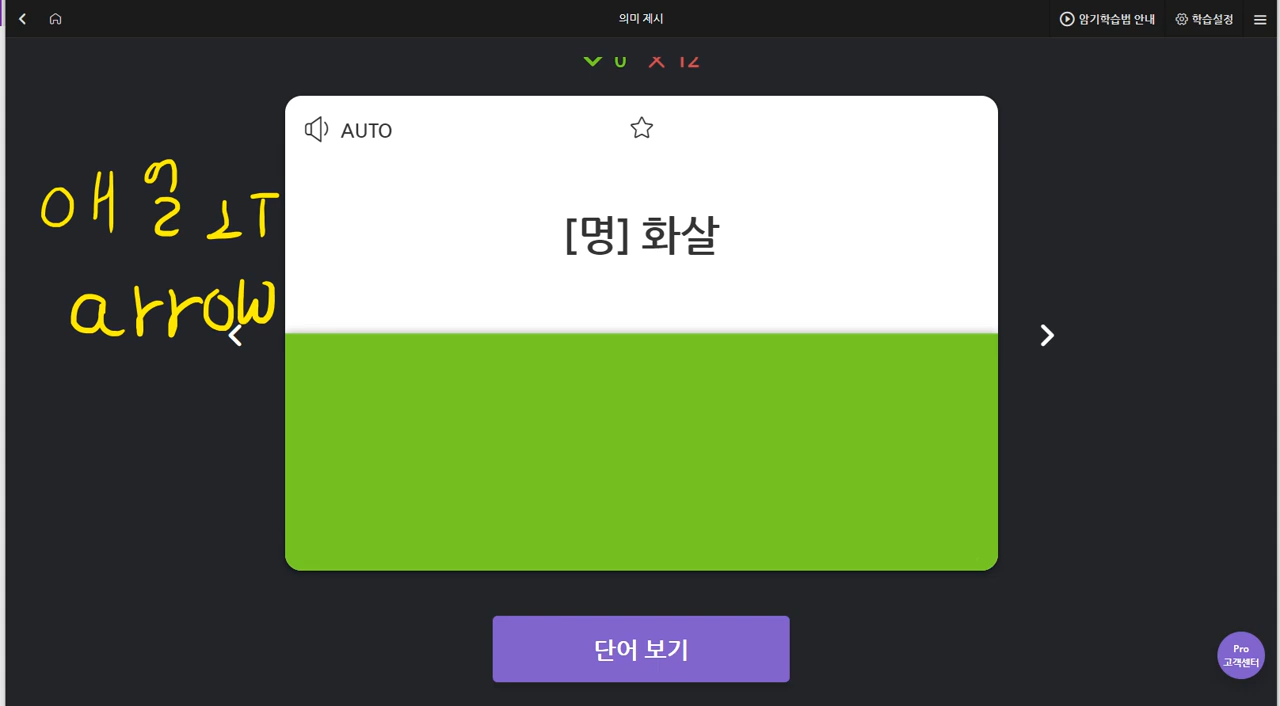 의미 제시
암기학습법 안내
학습설정
AUTO
[명] 화살
arrow
단어 보기
Pro
고객센터